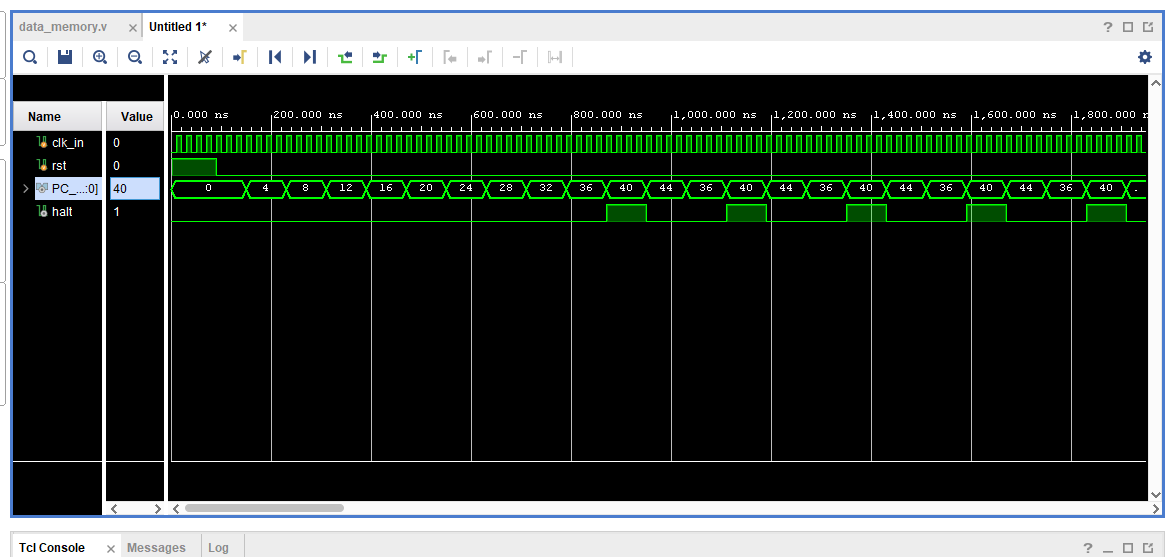 data_memory.v × Untitled 1* ×
?
Name Value
0.000 ns 200.000 ns 400.000 ns 600.000 ns 800.000 ns 1,000.000 ns 1,200.000 ns 1,400.000 ns 1,600.000 ns 1,800.000 n
clk_in 0
rst 0
PC_...:0] 40 0 4 8 12 16 20 24 28 32 36 40 44 36 40 44 36 40 44 36 40 44 36 40 .
halt 1
Tcl Console × Messages Log
?